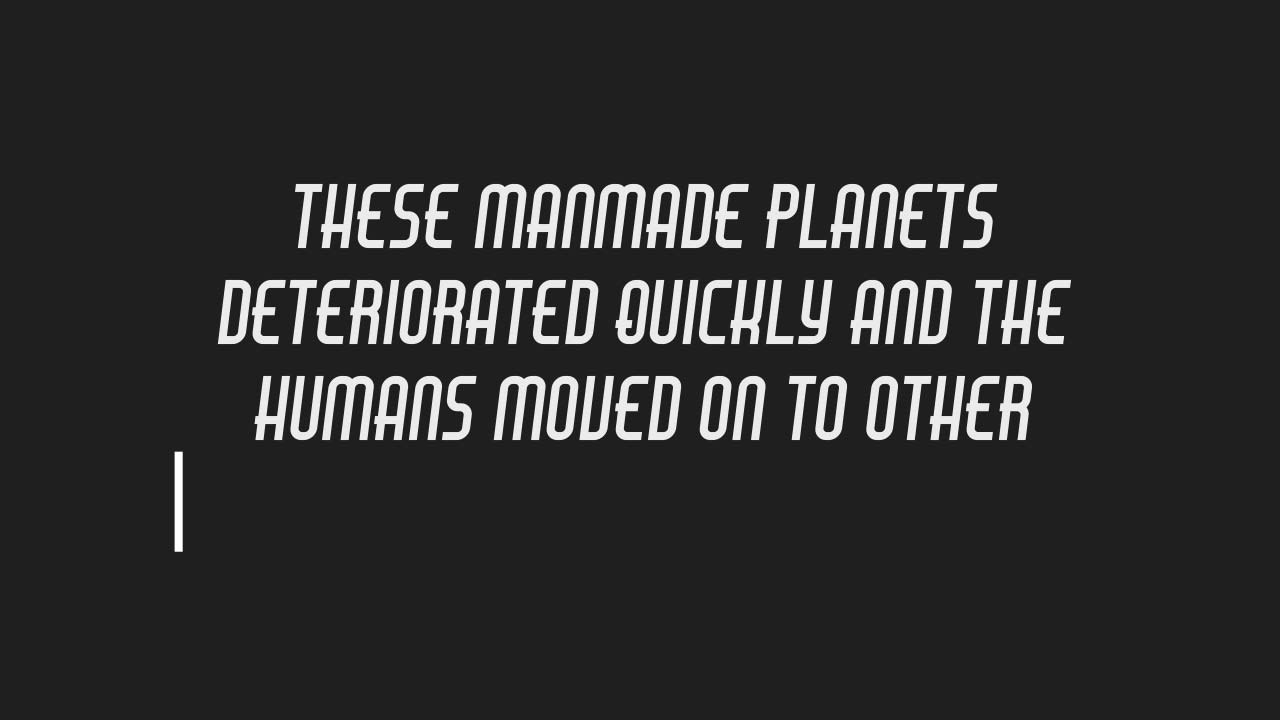 THESE MANMADE PLANETS
DETERIORATED QUICKLY AND THE
HUMANS MOVED ON TO OTHER